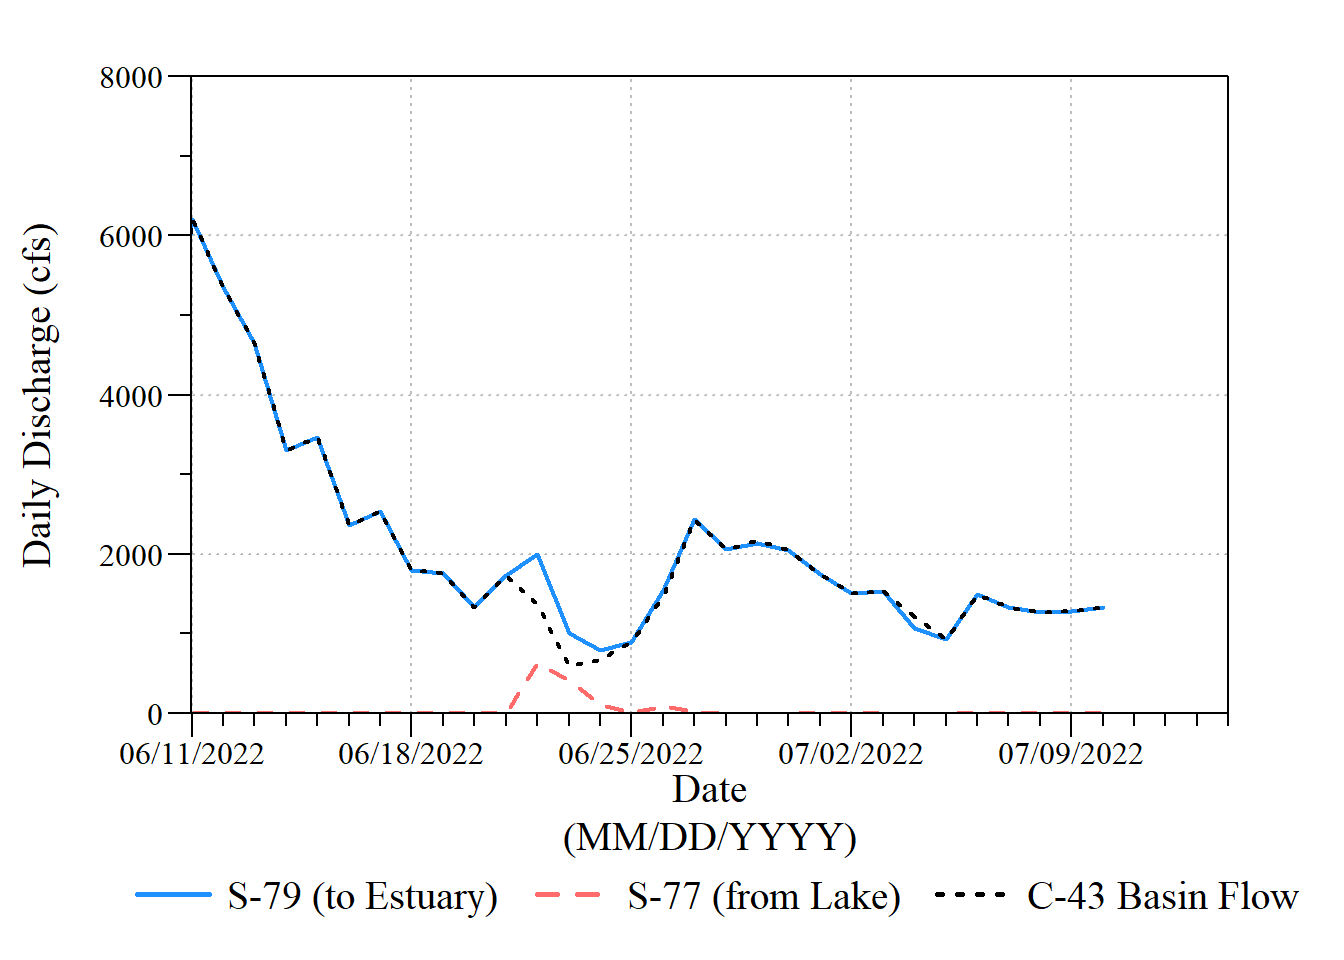 8000
6000
4000
2000
0
Daily Discharge (cfs)
06/11/2022 06/18/2022 06/25/2022 07/02/2022 07/09/2022
Date
(MM/DD/YYYY)
S-79 (to Estuary) S-77 (from Lake) C-43 Basin Flow